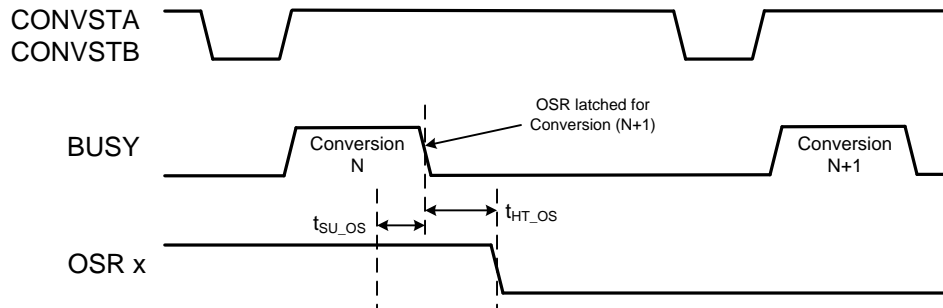 CONVSTA
CONVSTB
OSR latched for
Conversion (N+1)
BUSY
Conversion
N
Conversion
N+1
tSU_OS
tHT_OS
OSR x